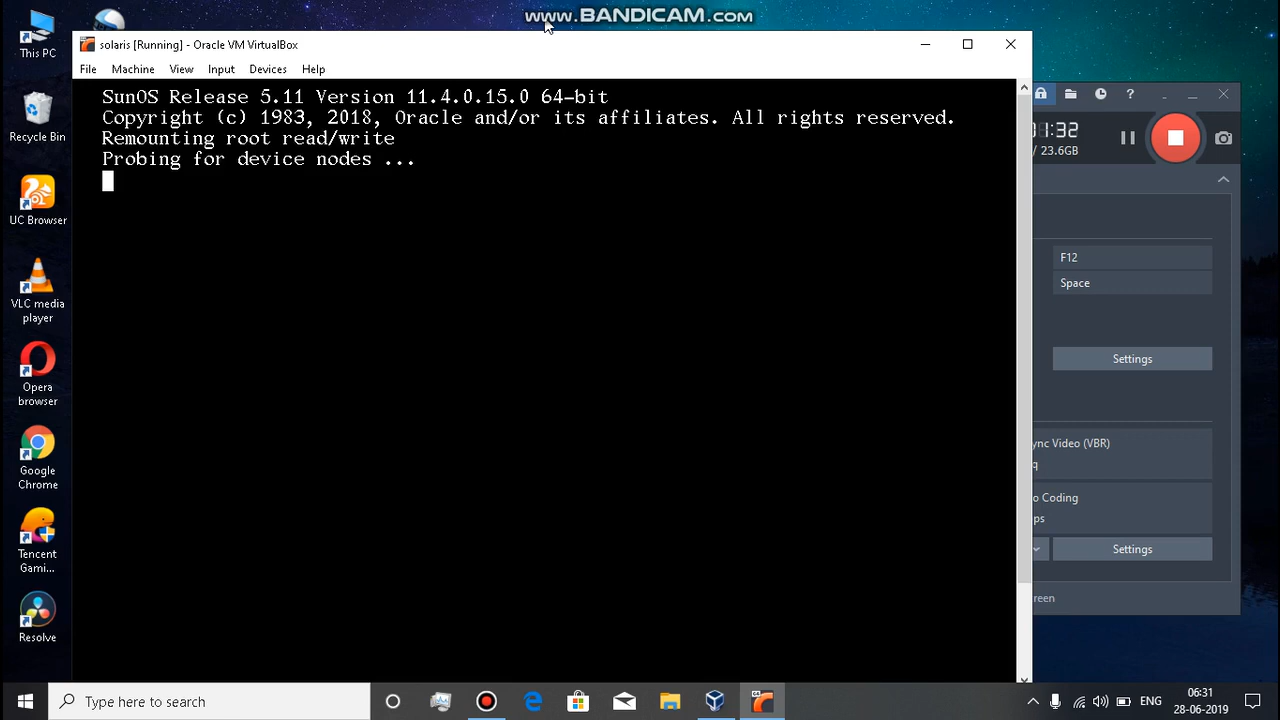 www.BANDICAM.com
This PC
solaris [Running] - Oracle VM VirtualBox
File Machine View Input Devices Help
SunOS Release 5.11 Version 11.4.0.15.0 64-bit
Copyright (c) 1983, 2018, Oracle and/or its affiliates. All rights reserved.
Remounting root read/write
Probing for device nodes ...
Recycle Bin
UC Browser
VLC media
player
Opera
browser
Google
Chrome
Tencent
Gami...
Resolve
:32
/ 23.6GB
F12
Space
Settings
ync Video (VBR)
q
o Coding
ps
Settings
reen
Type here to search
ENG
06:31
28-06-2019